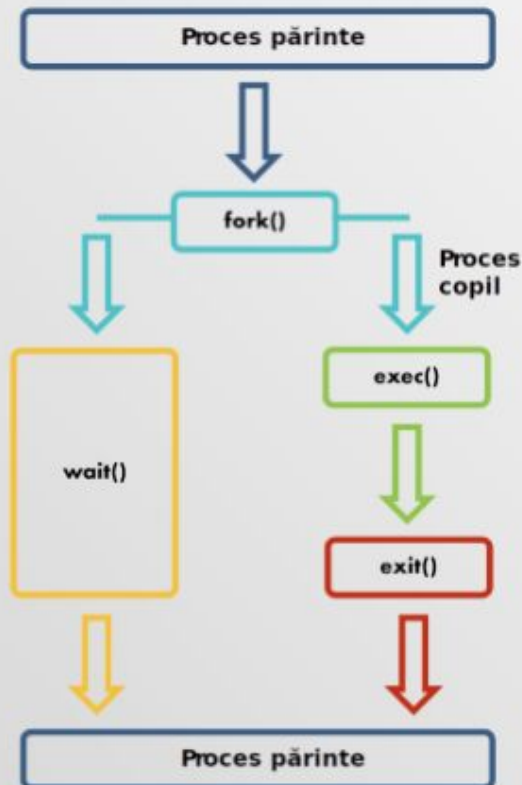 Proces părinte
fork()
Proces
copil
exec()
wait()
exit()
Proces părinte